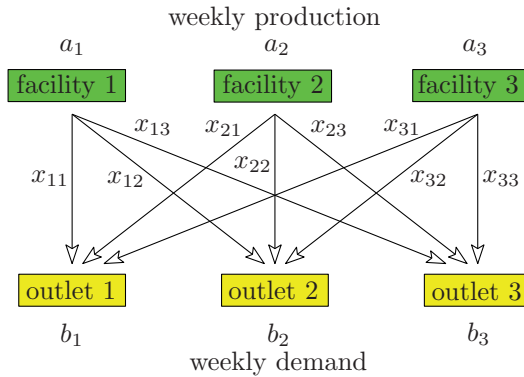 weekly production
a₁ a₂ a₃
facility 1 facility 2 facility 3
x₁₃ x₂₁ x₂₃ x₃₁
x₁₁ x₁₂ x₂₂ x₃₂ x₃₃
outlet 1 outlet 2 outlet 3
b₁ b₂ b₃
weekly demand